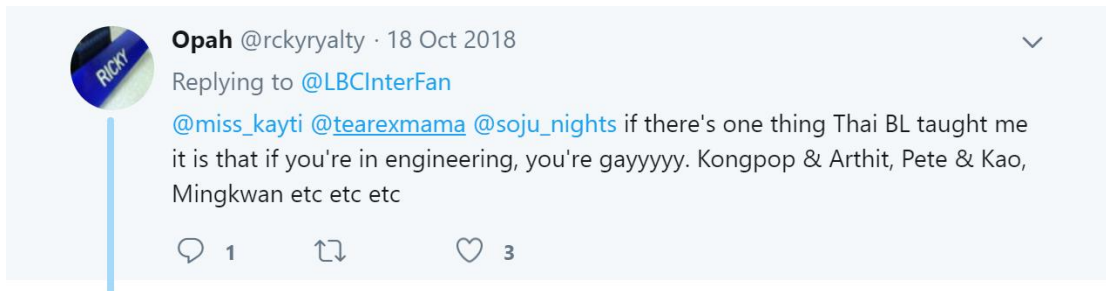 RICKY
Opah @rckyryalty · 18 Oct 2018
Replying to @LBCInterFan
@miss_kayti @tearexmama @soju_nights if there's one thing Thai BL taught me
it is that if you're in engineering, you're gayyyyy. Kongpop & Arthit, Pete & Kao,
Mingkwan etc etc etc
1 3